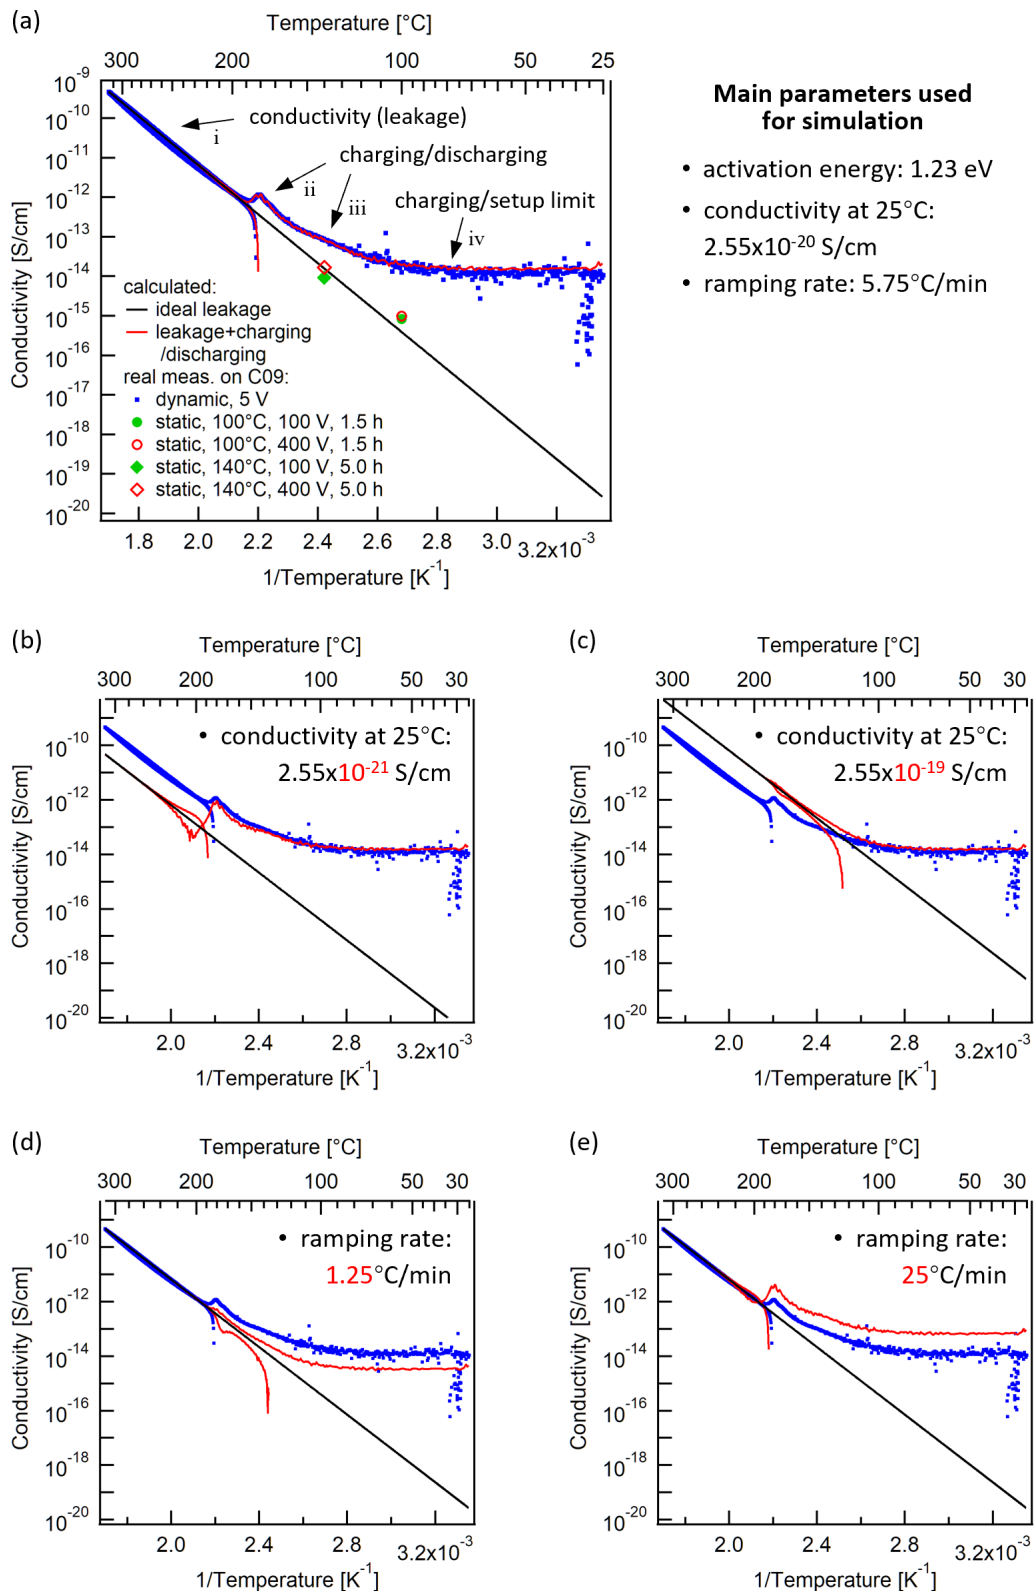 (a)
Temperature [°C]
300 200 100 50 25
10-9
10-10
10-11
10-12
10-13
10-14
10-15
10-16
10-17
10-18
10-19
10-20
Conductivity [S/cm]
i conductivity (leakage)
ii charging/discharging
iii
charging/setup limit
iv
calculated:
ideal leakage
leakage+charging
/discharging
real meas. on C09:
dynamic, 5 V
static, 100°C, 100 V, 1.5 h
static, 100°C, 400 V, 1.5 h
static, 140°C, 100 V, 5.0 h
static, 140°C, 400 V, 5.0 h
1.8 2.0 2.2 2.4 2.6 2.8 3.0 3.2x10-3
1/Temperature [K-1]
Main parameters used
for simulation
• activation energy: 1.23 eV
• conductivity at 25°C:
2.55x10-20 S/cm
• ramping rate: 5.75°C/min
(b)
Temperature [°C]
300 200 100 50 30
• conductivity at 25°C:
2.55x10-21 S/cm
10-10
10-12
10-14
10-16
10-18
10-20
Conductivity [S/cm]
2.0 2.4 2.8 3.2x10-3
1/Temperature [K-1]
(c)
Temperature [°C]
300 200 100 50 30
• conductivity at 25°C:
2.55x10-19 S/cm
10-10
10-12
10-14
10-16
10-18
10-20
Conductivity [S/cm]
2.0 2.4 2.8 3.2x10-3
1/Temperature [K-1]
(d)
Temperature [°C]
300 200 100 50 30
• ramping rate:
1.25°C/min
10-10
10-12
10-14
10-16
10-18
10-20
Conductivity [S/cm]
2.0 2.4 2.8 3.2x10-3
1/Temperature [K-1]
(e)
Temperature [°C]
300 200 100 50 30
• ramping rate:
25°C/min
10-10
10-12
10-14
10-16
10-18
10-20
Conductivity [S/cm]
2.0 2.4 2.8 3.2x10-3
1/Temperature [K-1]